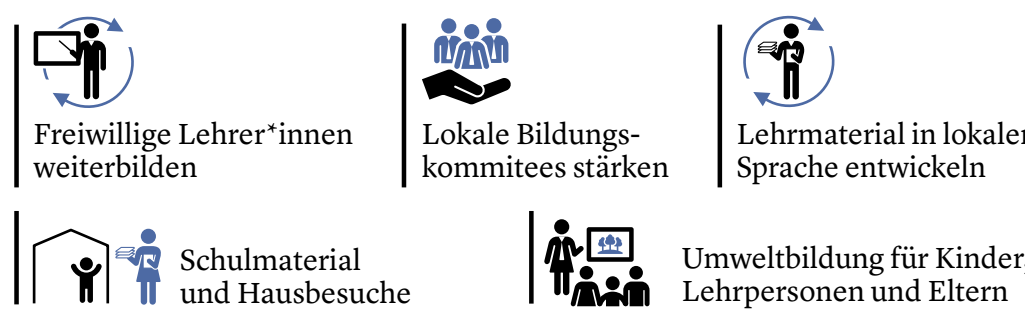 Freiwillige Lehrer*innen
weiterbilden
Lokale Bildungs-
kommitees stärken
Lehrmaterial in lokaler
Sprache entwickeln
Schulmaterial
und Hausbesuche
Umweltbildung für Kinder,
Lehrpersonen und Eltern